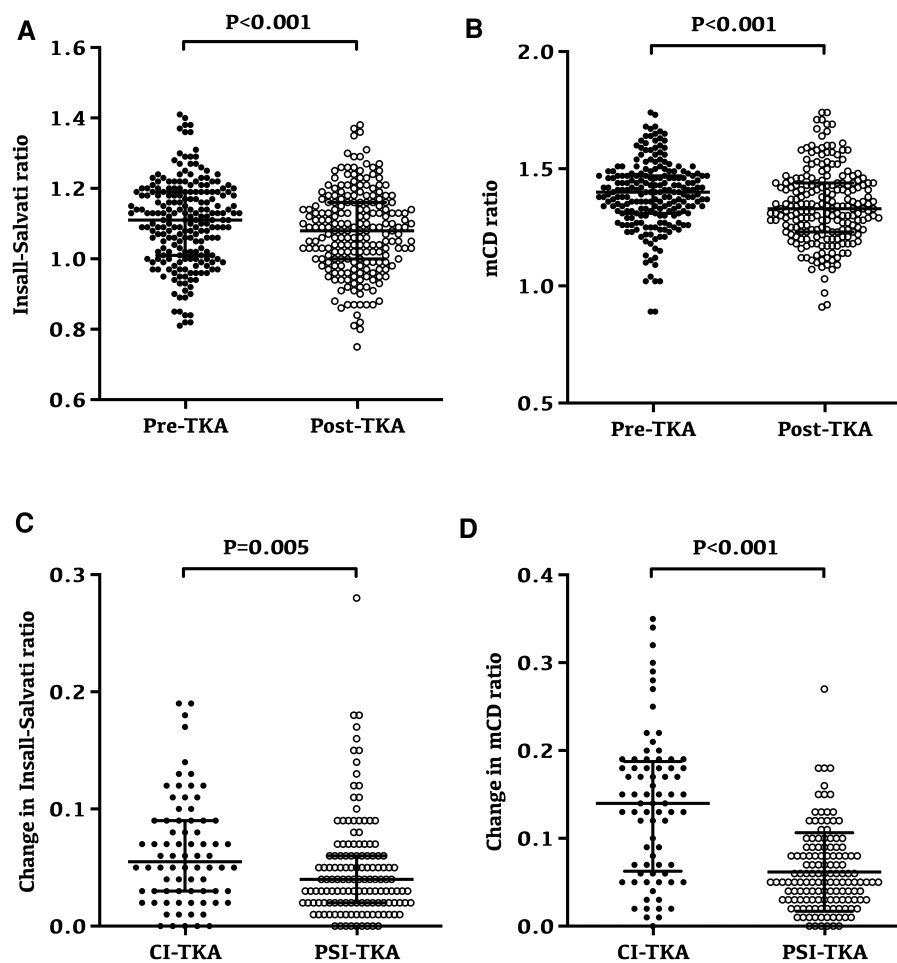 A
P<0.001
1.6
1.4
1.2
1.0
0.8
0.6
Insall-Salvati ratio
Pre-TKA Post-TKA
B
P<0.001
2.0
1.5
1.0
0.5
mCD ratio
Pre-TKA Post-TKA
C
P=0.005
0.3
0.2
0.1
0.0
Change in Insall-Salvati ratio
CI-TKA PSI-TKA
D
P<0.001
0.4
0.3
0.2
0.1
0.0
Change in mCD ratio
CI-TKA PSI-TKA